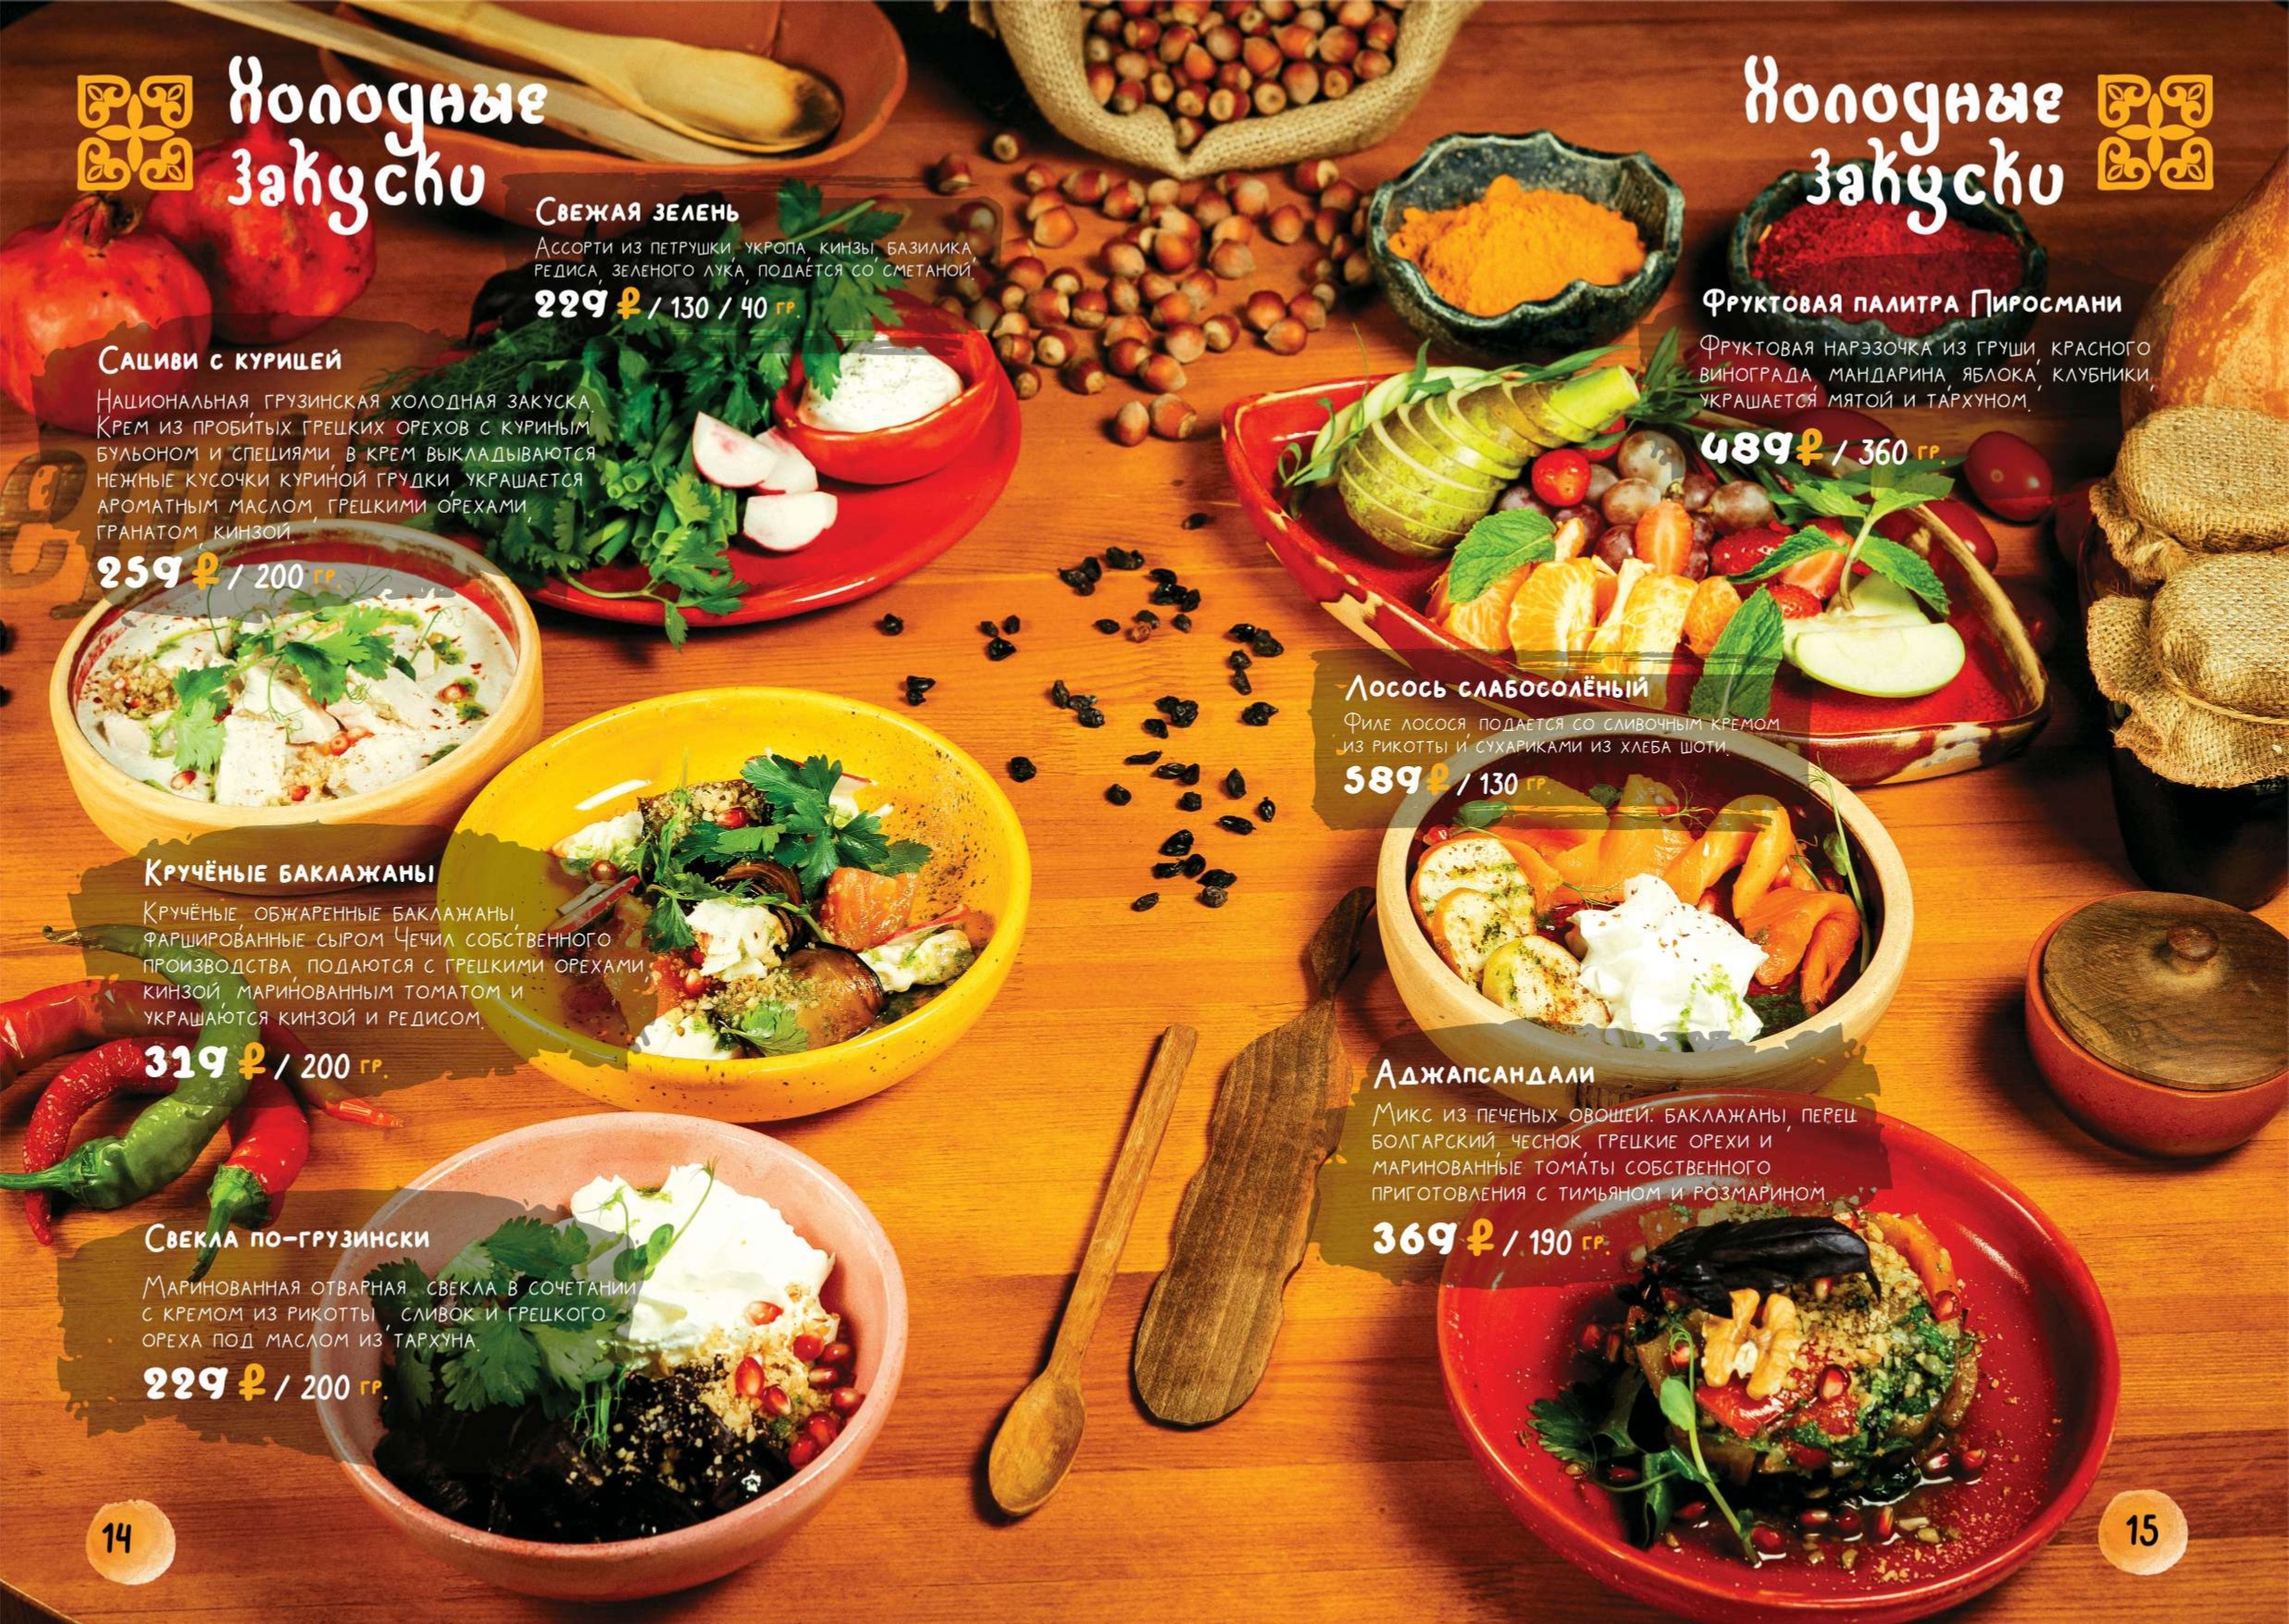 Холодные
закуски
Свежая зелень
Ассорти из петрушки, укропа, кинзы, базилика,
редиса, зеленого лука, подаётся со сметаной.
229 ₽ / 130 / 40 гр.
Сациви с курицей
Национальная грузинская холодная закуска.
Крем из пробитых грецких орехов с куриным
бульоном и специями, в крем выкладываются
нежные кусочки куриной грудки, украшается
ароматным маслом, грецкими орехами,
гранатом, кинзой.
259 ₽ / 200 гр.
Кручёные баклажаны
Кручёные, обжаренные баклажаны,
фаршированные сыром Чечил собственного
производства, подаются с грецкими орехами,
кинзой, маринованным томатом и
украшаются кинзой и редисом.
319 ₽ / 200 гр.
Свекла по-грузински
Маринованная отварная свекла в сочетании
с кремом из рикотты, сливок и грецкого
ореха под маслом из тархуна.
229 ₽ / 200 гр.
14
Холодные
закуски
Фруктовая палитра Пиросмани
Фруктовая нарэзочка из груши, красного
винограда, мандарина, яблока, клубники,
украшается мятой и тархуном.
489 ₽ / 360 гр.
Лосось слабосолёный
Филе лосося, подается со сливочным кремом
из рикотты и сухариками из хлеба шоти.
589 ₽ / 130 гр.
Аджапсандали
Микс из печеных овощей: баклажаны, перец
болгарский, чеснок, грецкие орехи и
маринованные томаты собственного
приготовления с тимьяном и розмарином
369 ₽ / 190 гр.
15